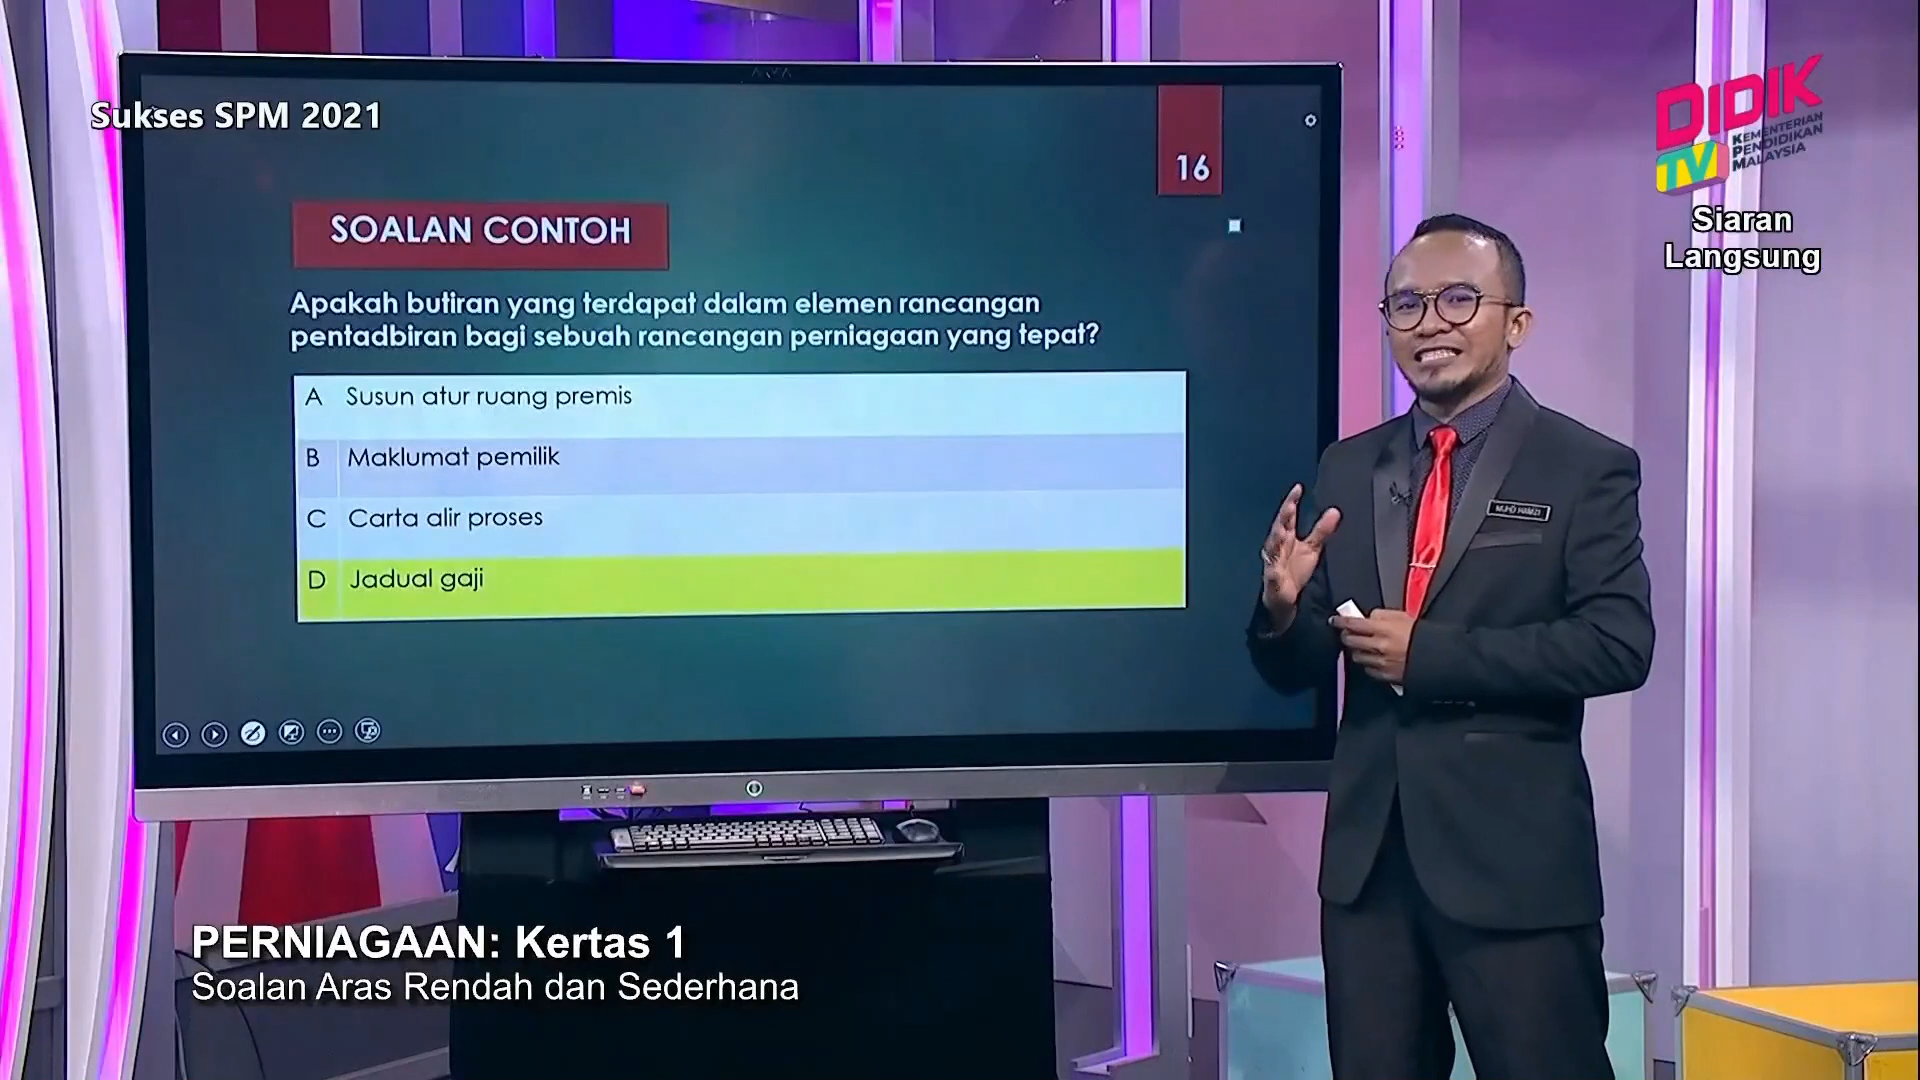 Sukses SPM 2021
16
SOALAN CONTOH
Apakah butiran yang terdapat dalam elemen rancangan
pentadbiran bagi sebuah rancangan perniagaan yang tepat?
A Susun atur ruang premis
B Maklumat pemilik
C Carta alir proses
D Jadual gaji
DIDIK
TV
KEMENTERIAN
PENDIDIKAN
MALAYSIA
Siaran
Langsung
MUHD HAMZI
PERNIAGAAN: Kertas 1
Soalan Aras Rendah dan Sederhana